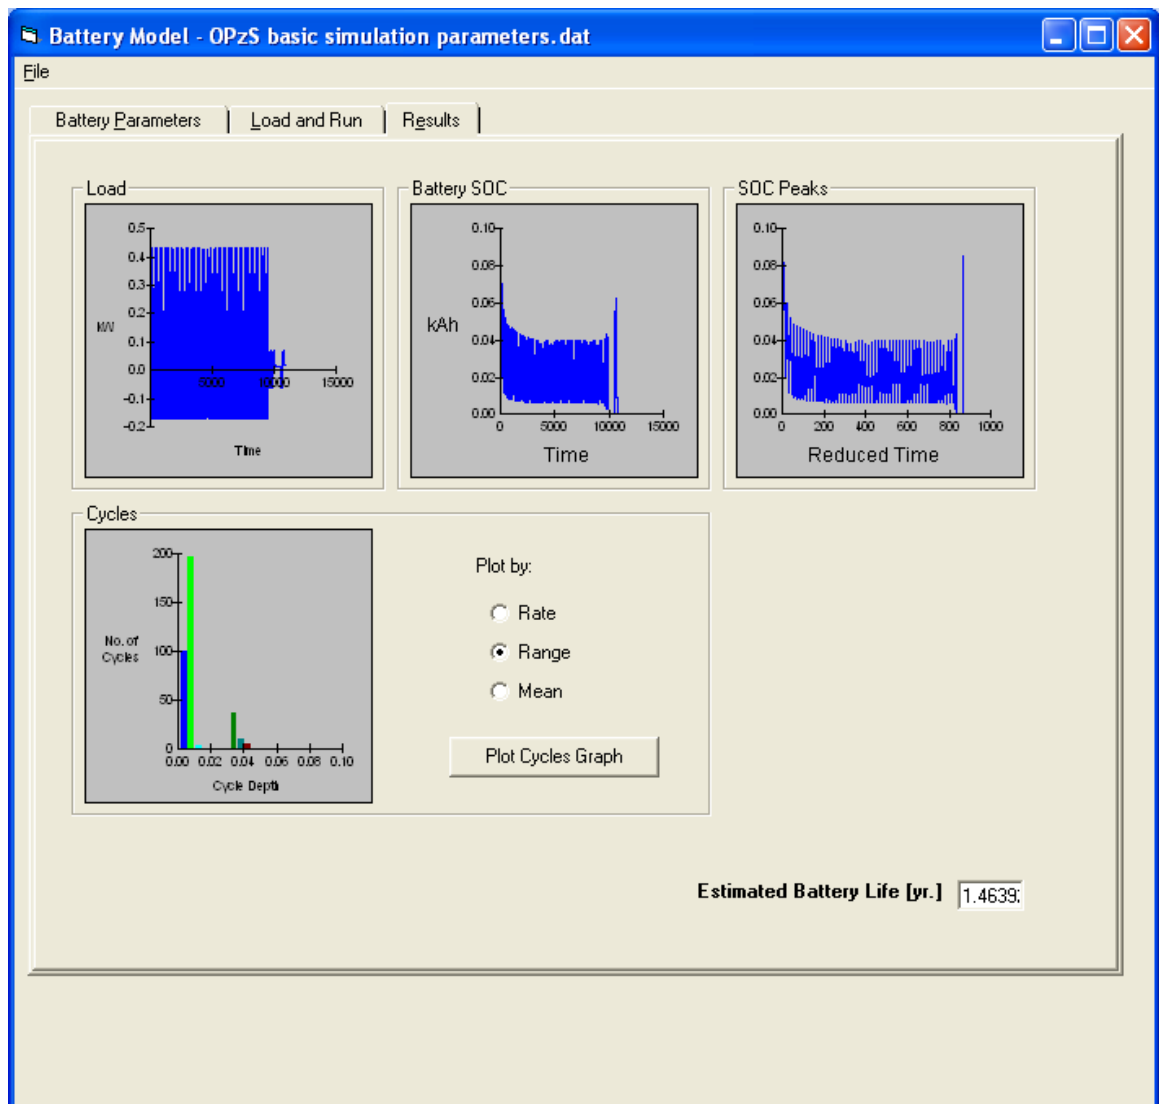 Battery Model - OPzS basic simulation parameters.dat
File
Battery Parameters
Load and Run
Results
Load
0.5
0.4
0.3
0.2
0.1
0.0
-0.1
-0.2
kW
5000
10000
15000
Time
Battery SOC
0.10
0.08
0.06
0.04
0.02
0.00
kAh
0
5000
10000
15000
Time
SOC Peaks
0.10
0.08
0.06
0.04
0.02
0.00
0
200
400
600
800
1000
Reduced Time
Cycles
200
150
100
50
0
No. of
Cycles
0.00 0.02 0.04 0.06 0.08 0.10
Cycle Depth
Plot by:
Rate
Range
Mean
Plot Cycles Graph
Estimated Battery Life [yr.]
1.4639